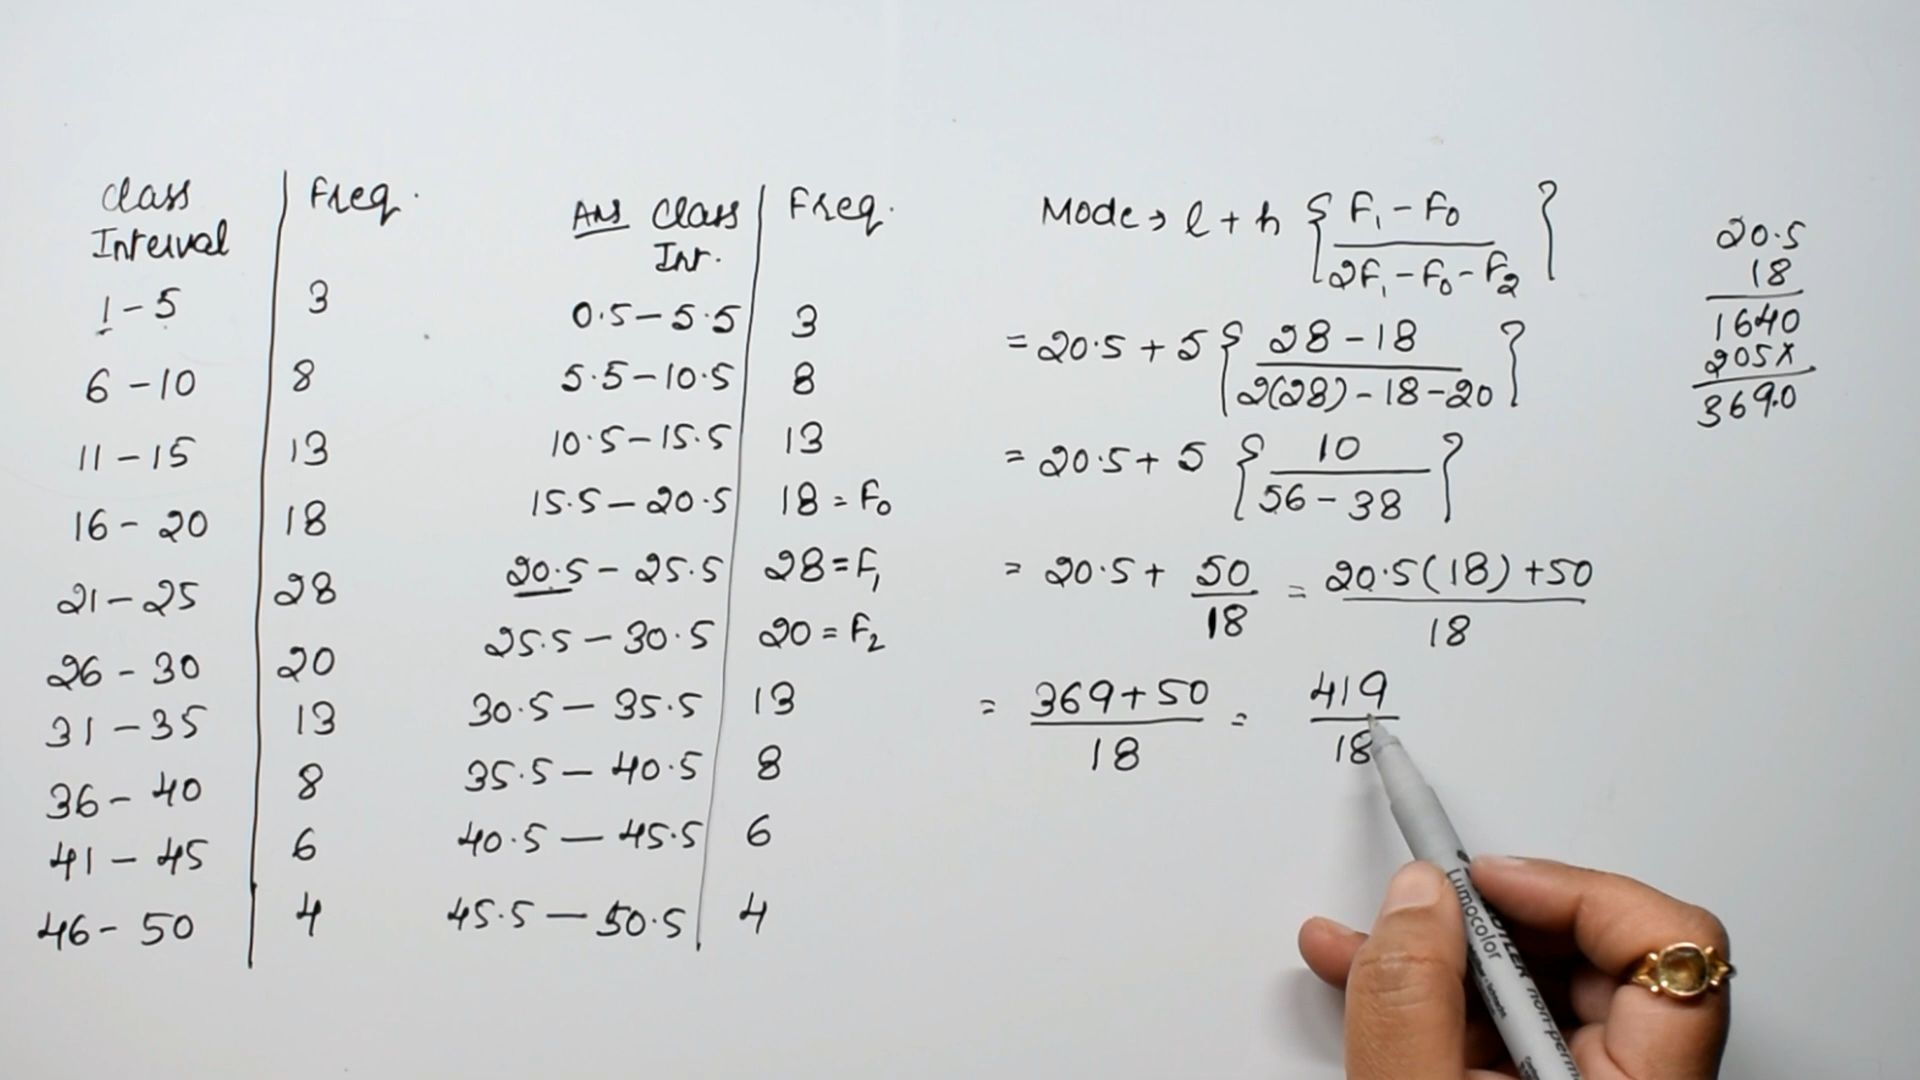 Class Interval | Freq.
1 - 5 | 3
6 - 10 | 8
11 - 15 | 13
16 - 20 | 18
21 - 25 | 28
26 - 30 | 20
31 - 35 | 13
36 - 40 | 8
41 - 45 | 6
46 - 50 | 4
Ans Class Int. | Freq.
0.5 - 5.5 | 3
5.5 - 10.5 | 8
10.5 - 15.5 | 13
15.5 - 20.5 | 18 = F₀
20.5 - 25.5 | 28 = F₁
25.5 - 30.5 | 20 = F₂
30.5 - 35.5 | 13
35.5 - 40.5 | 8
40.5 - 45.5 | 6
45.5 - 50.5 | 4
Mode → l + h { (F₁ - F₀) / (2F₁ - F₀ - F₂) }
= 20.5 + 5 { (28 - 18) / (2(28) - 18 - 20) }
= 20.5 + 5 { 10 / (56 - 38) }
= 20.5 + 50/18 = (20.5(18) + 50) / 18
= (369 + 50) / 18 = 419 / 18
20.5
18
1640
205x
369.0
Lumocolor